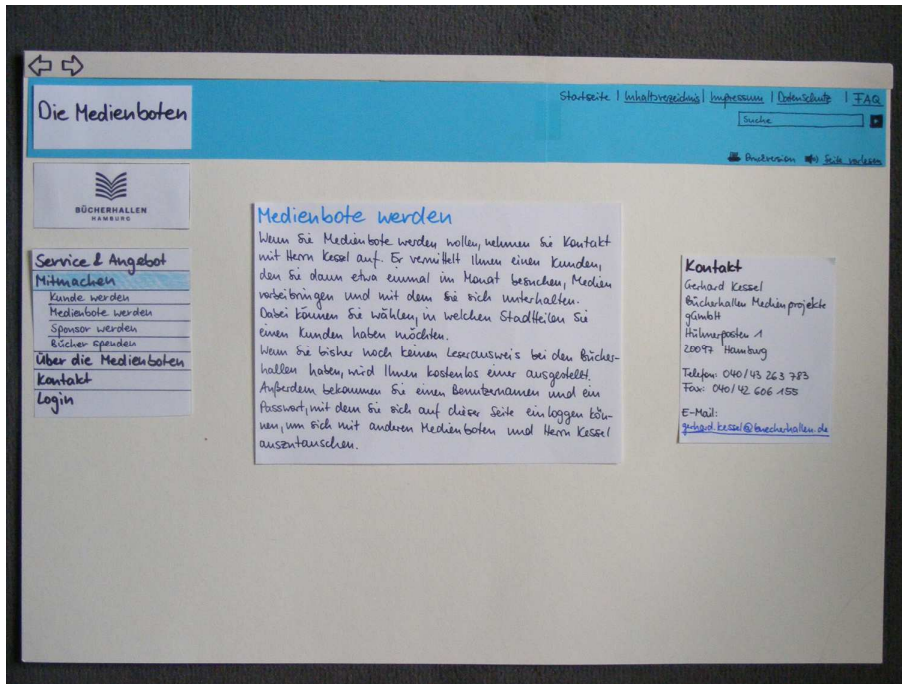 Startseite | Inhaltsverzeichnis | Impressum | Datenschutz | FAQ
Die Medienboten
Suche
Druckversion Seite vorlesen
BÜCHERHALLEN
HAMBURG
Service & Angebot
Mitmachen
Kunde werden
Medienbote werden
Sponsor werden
Bücher spenden
Über die Medienboten
Kontakt
Login
Medienbote werden
Wenn Sie Medienbote werden wollen, nehmen Sie Kontakt
mit Herrn Kessel auf. Er vermittelt Ihnen einen Kunden,
den Sie dann etwa einmal im Monat besuchen, Medien
vorbeibringen und mit dem Sie sich unterhalten.
Dabei können Sie wählen, in welchen Stadtteilen Sie
einen Kunden haben möchten.
Wenn Sie bisher noch keinen Leserausweis bei den Bücher-
hallen haben, wird Ihnen kostenlos einer ausgestellt.
Außerdem bekommen Sie einen Benutzernamen und ein
Passwort, mit dem Sie sich auf dieser Seite einloggen kön-
nen, um sich mit anderen Medienboten und Herrn Kessel
auszutauschen.
Kontakt
Gerhard Kessel
Bücherhallen Medienprojekte
gGmbH
Hühnerposten 1
20097 Hamburg
Telefon: 040/43 263 783
Fax: 040/42 606 155
E-Mail:
gerhard.kessel@buecherhallen.de